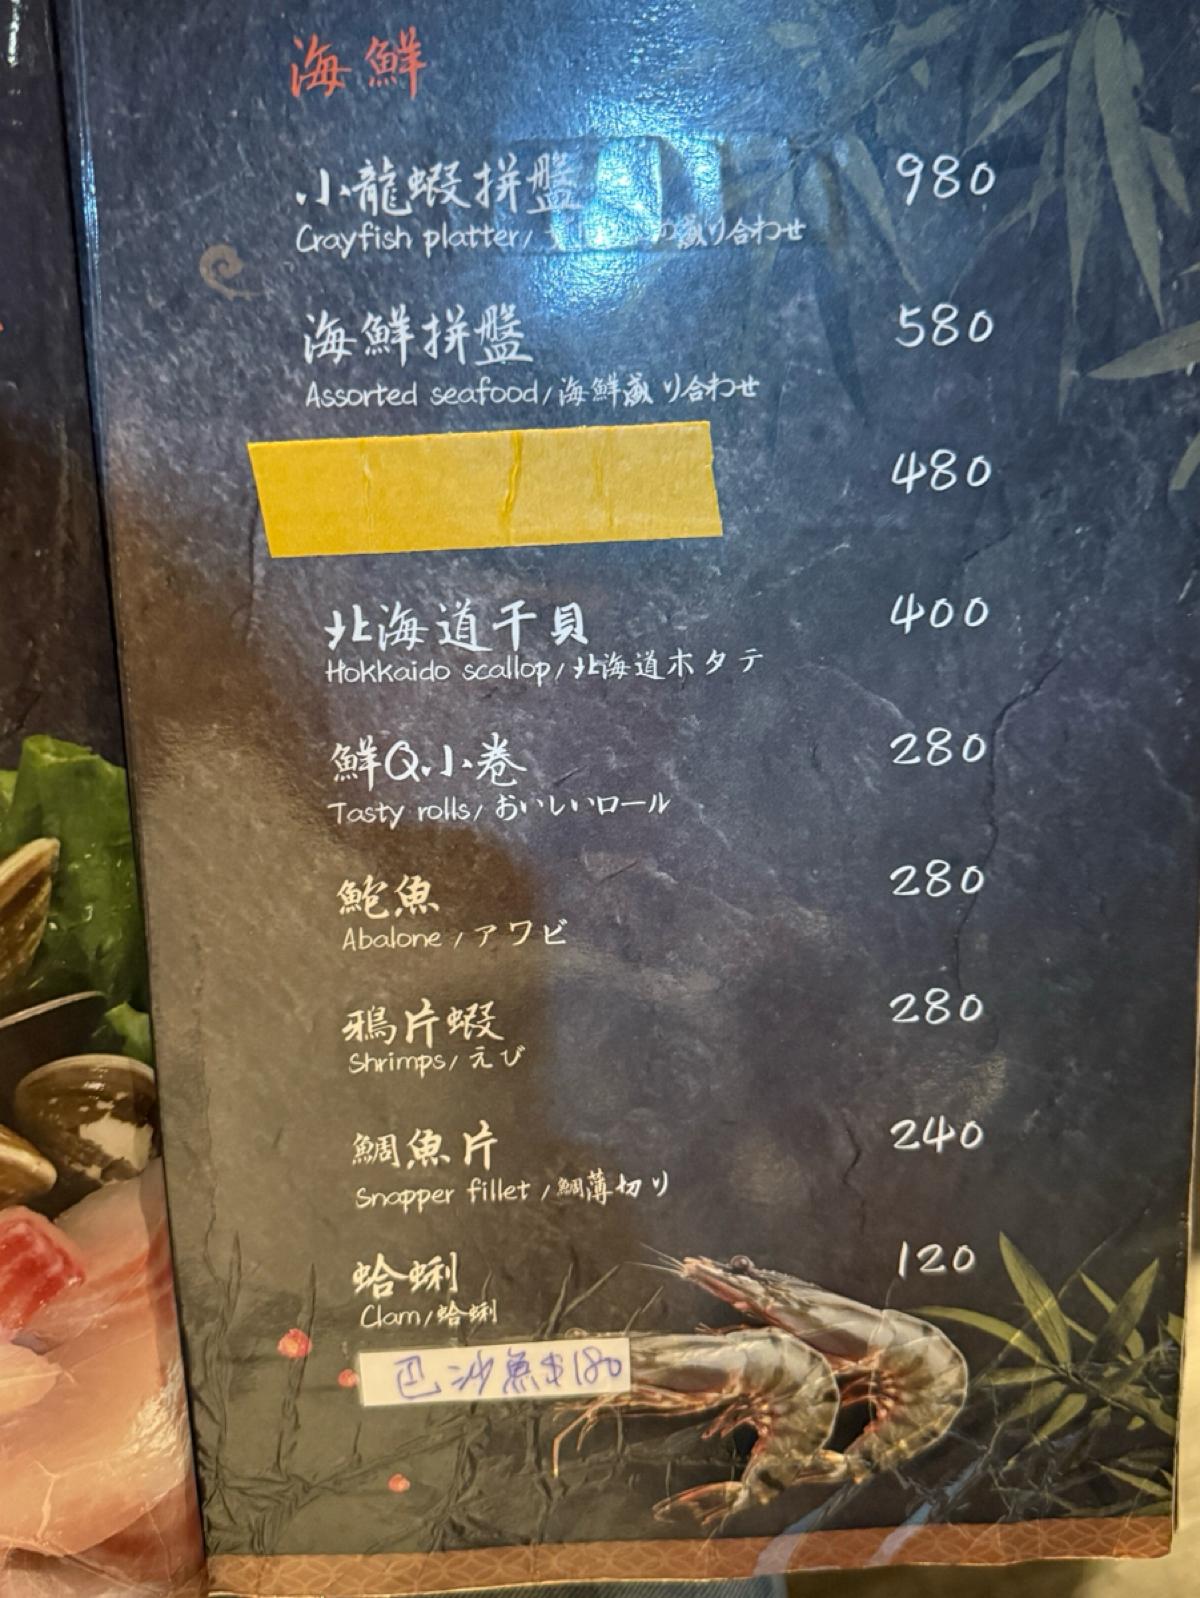 海鮮
小龍蝦拼盤 980
Crayfish platter/ の盛り合わせ
海鮮拼盤 580
Assorted seafood/海鮮盛り合わせ
480
北海道干貝 400
Hokkaido scallop/北海道ホタテ
鮮Q小卷 280
Tasty rolls/おいしいロール
鮑魚 280
Abalone/アワビ
鴉片蝦 280
Shrimps/えび
鯛魚片 240
Snapper fillet/鯛薄切り
蛤蜊 120
Clam/蛤蜊
巴沙魚$180